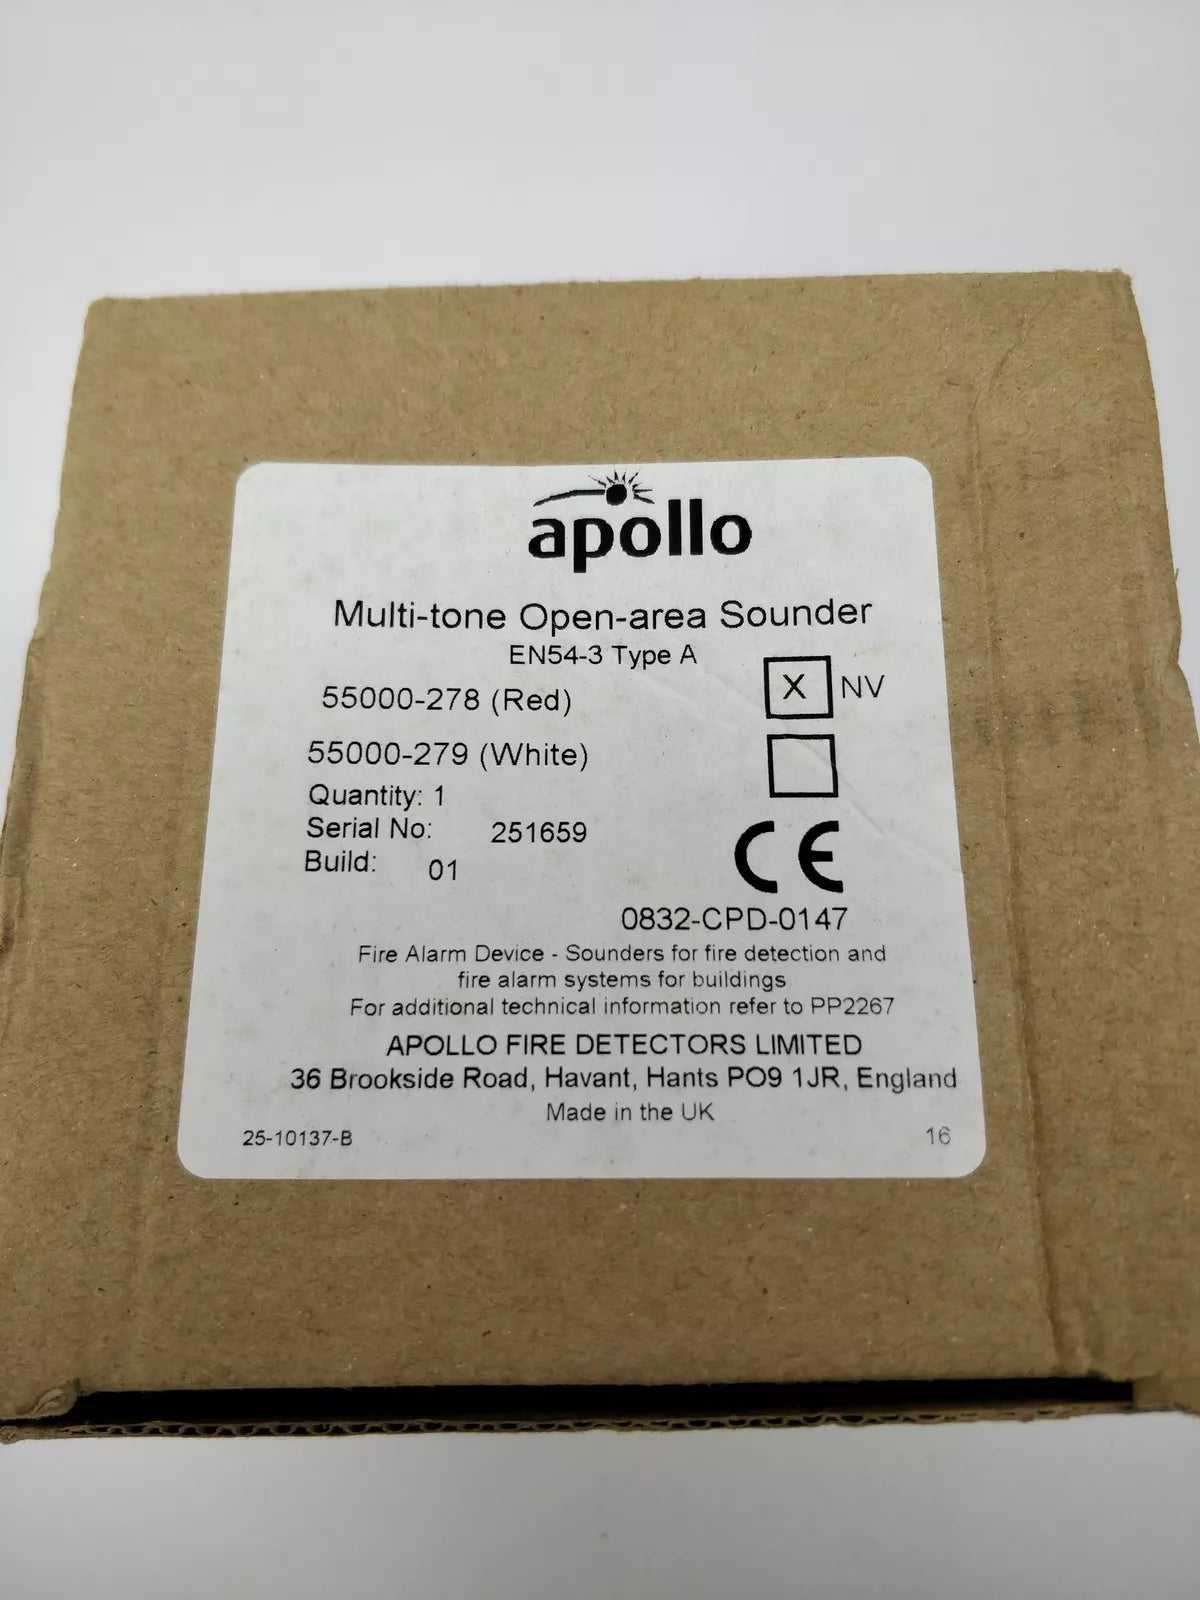 apollo
Multi-tone Open-area Sounder
EN54-3 Type A
55000-278 (Red) X NV
55000-279 (White)
Quantity: 1
Serial No: 251659
Build: 01
CE
0832-CPD-0147
Fire Alarm Device - Sounders for fire detection and
fire alarm systems for buildings
For additional technical information refer to PP2267
APOLLO FIRE DETECTORS LIMITED
36 Brookside Road, Havant, Hants PO9 1JR, England
Made in the UK
25-10137-B 16